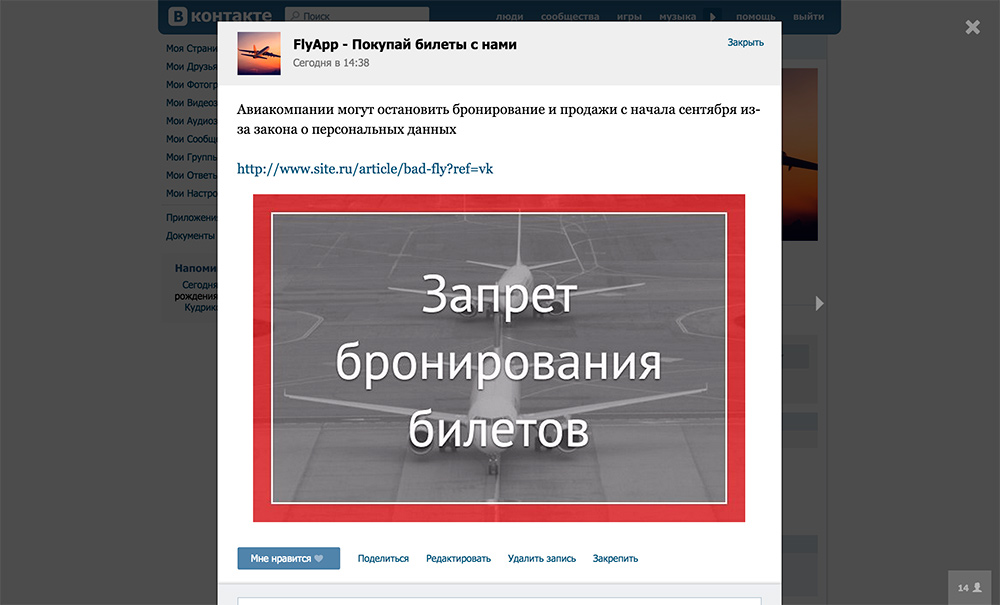 Вконтакте
Поиск
люди сообщества игры музыка помощь выйти
FlyApp - Покупай билеты с нами
Закрыть
Сегодня в 14:38
Моя Страни
Мои Друзья
Мои Фотогр
Мои Видеоз
Мои Аудиоз
Мои Сообщ
Мои Группы
Мои Ответы
Мои Настро
Приложени
Документы
Напоми
Сегодня
рождения
Кудрик
Авиакомпании могут остановить бронирование и продажи с начала сентября из-
за закона о персональных данных
http://www.site.ru/article/bad-fly?ref=vk
Запрет
бронирования
билетов
Мне нравится Поделиться Редактировать Удалить запись Закрепить
14